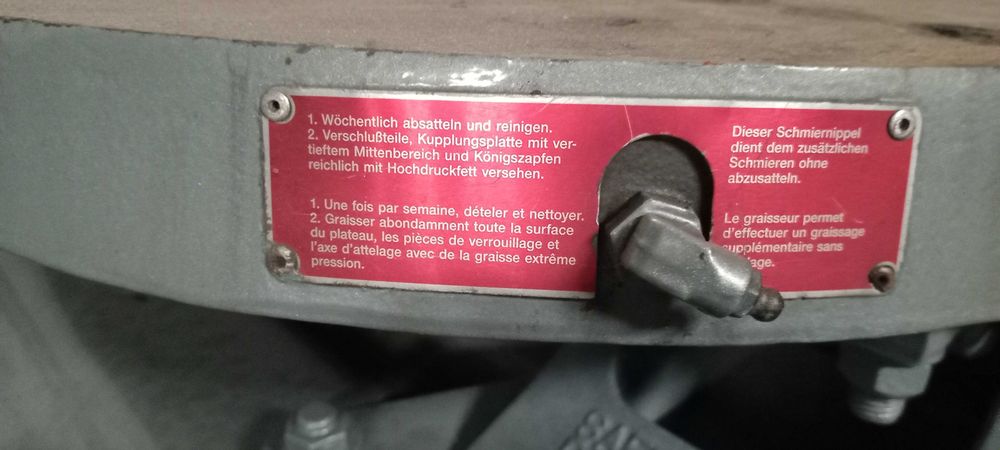 1. Wöchentlich absatteln und reinigen.
2. Verschlußteile, Kupplungsplatte mit ver-
tieftem Mittenbereich und Königszapfen
reichlich mit Hochdruckfett versehen.
1. Une fois par semaine, dételer et nettoyer.
2. Graisser abondamment toute la surface
du plateau, les pièces de verrouillage et
l'axe d'attelage avec de la graisse extrême
pression.
Dieser Schmiernippel
dient dem zusätzlichen
Schmieren ohne
abzusatteln.
Le graisseur permet
d'effectuer un graissage
supplémentaire sans